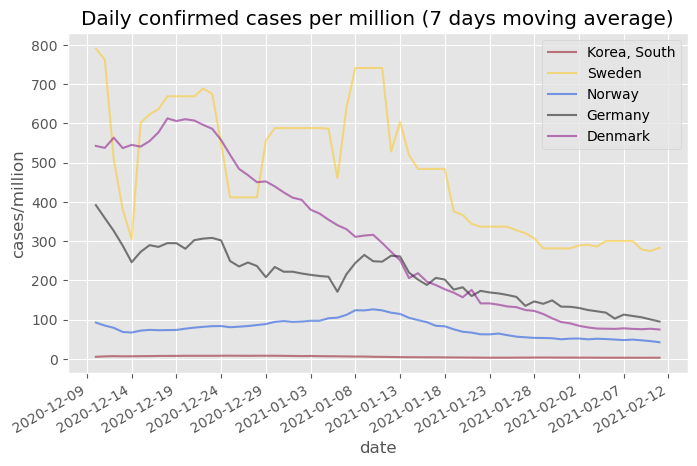 Daily confirmed cases per million (7 days moving average)
800
700
600
500
400
300
200
100
0
cases/million
Korea, South
Sweden
Norway
Germany
Denmark
2020-12-09
2020-12-14
2020-12-19
2020-12-24
2020-12-29
2021-01-03
2021-01-08
2021-01-13
2021-01-18
2021-01-23
2021-01-28
2021-02-02
2021-02-07
2021-02-12
date